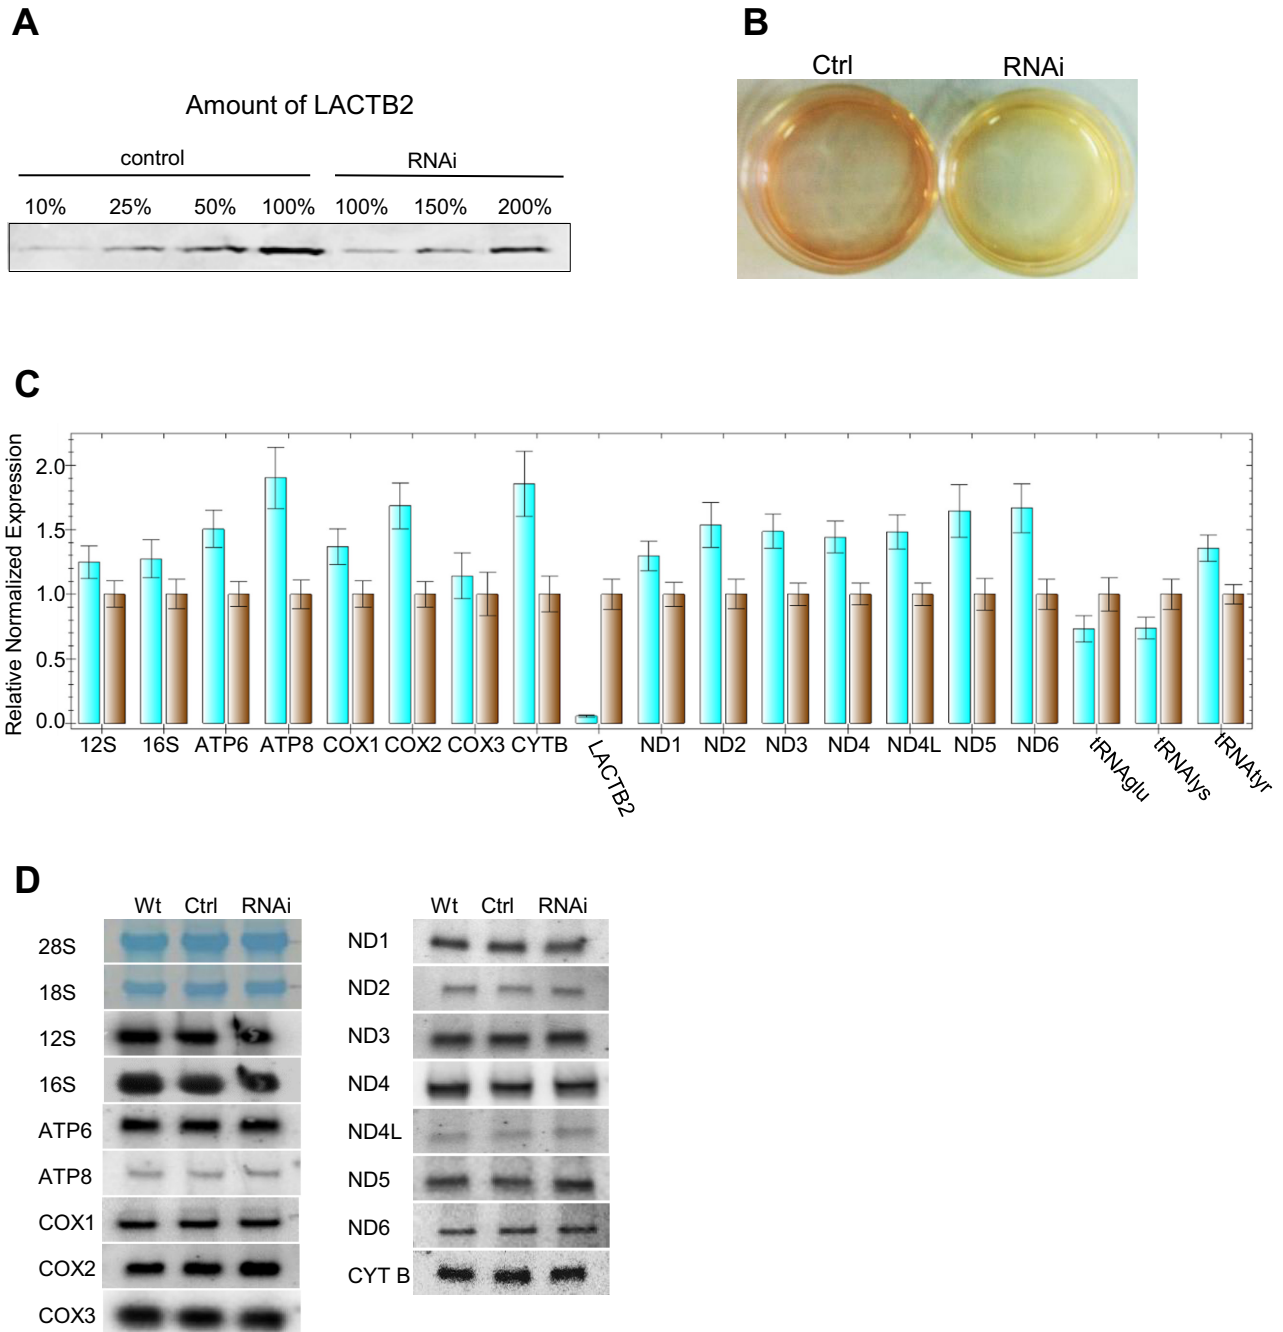 A
Amount of LACTB2
control RNAi
10% 25% 50% 100% 100% 150% 200%
B
Ctrl RNAi
C
Relative Normalized Expression
2.0
1.5
1.0
0.5
0.0
12S 16S ATP6 ATP8 COX1 COX2 COX3 CYTB LACTB2 ND1 ND2 ND3 ND4 ND4L ND5 ND6 tRNAglu tRNAlys tRNAtyr
D
Wt Ctrl RNAi
28S
18S
12S
16S
ATP6
ATP8
COX1
COX2
COX3
Wt Ctrl RNAi
ND1
ND2
ND3
ND4
ND4L
ND5
ND6
CYT B